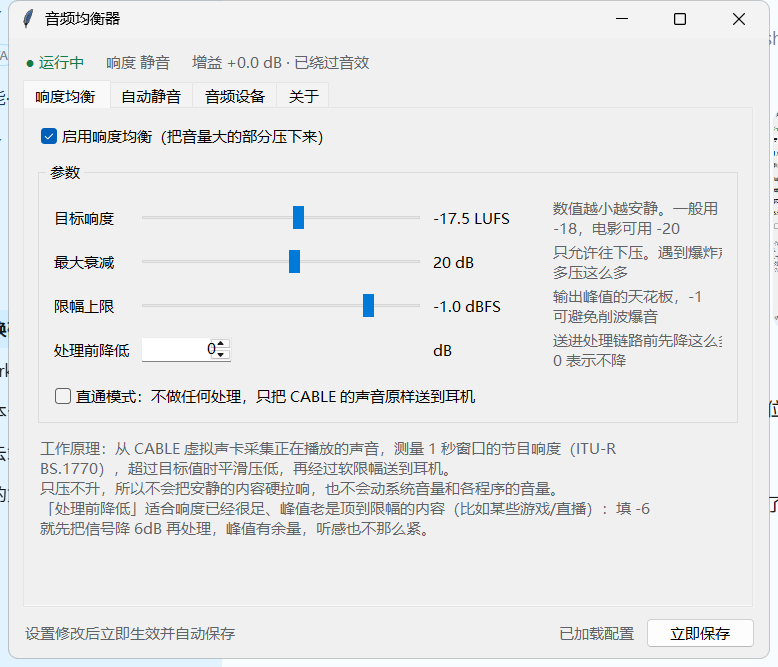 音频均衡器
● 运行中 响度 静音 增益 +0.0 dB · 已绕过音效
响度均衡 自动静音 音频设备 关于
启用响度均衡（把音量大的部分压下来）
参数
目标响度 -17.5 LUFS 数值越小越安静。一般用
-18，电影可用 -20
最大衰减 20 dB 只允许往下压。遇到爆炸
多压这么多
限幅上限 -1.0 dBFS 输出峰值的天花板，-1
可避免削波爆音
处理前降低 0 dB 送进处理链路前先降这么
0 表示不降
直通模式：不做任何处理，只把 CABLE 的声音原样送到耳机
工作原理：从 CABLE 虚拟声卡采集正在播放的声音，测量 1 秒窗口的节目响度（ITU-R
BS.1770），超过目标值时平滑压低，再经过软限幅送到耳机。
只压不升，所以不会把安静的内容硬拉响，也不会动系统音量和各程序的音量。
「处理前降低」适合响度已经很足、峰值老是顶到限幅的内容（比如某些游戏/直播）：填 -6
就先把信号降 6dB 再处理，峰值有余量，听感也不那么紧。
设置修改后立即生效并自动保存 已加载配置 立即保存